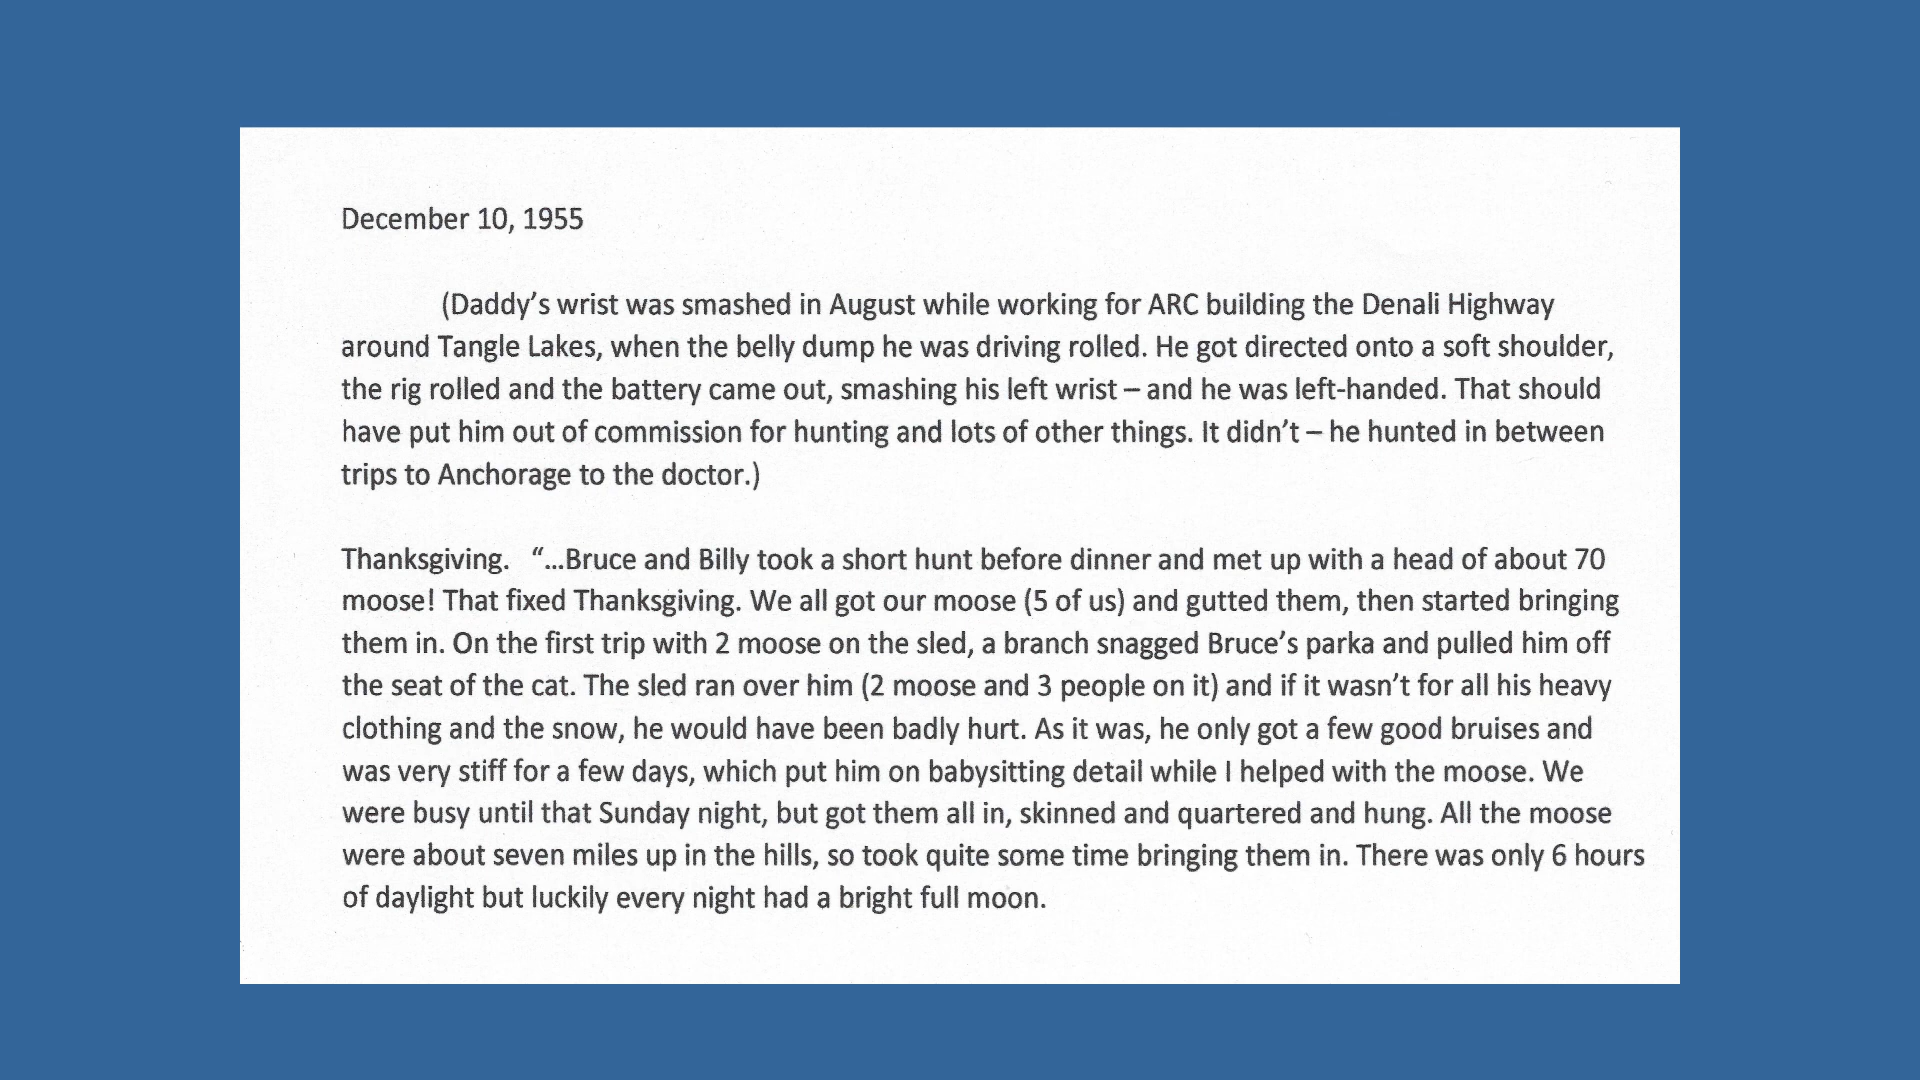 December 10, 1955
(Daddy’s wrist was smashed in August while working for ARC building the Denali Highway
around Tangle Lakes, when the belly dump he was driving rolled. He got directed onto a soft shoulder,
the rig rolled and the battery came out, smashing his left wrist – and he was left-handed. That should
have put him out of commission for hunting and lots of other things. It didn’t – he hunted in between
trips to Anchorage to the doctor.)
Thanksgiving. “…Bruce and Billy took a short hunt before dinner and met up with a head of about 70
moose! That fixed Thanksgiving. We all got our moose (5 of us) and gutted them, then started bringing
them in. On the first trip with 2 moose on the sled, a branch snagged Bruce’s parka and pulled him off
the seat of the cat. The sled ran over him (2 moose and 3 people on it) and if it wasn’t for all his heavy
clothing and the snow, he would have been badly hurt. As it was, he only got a few good bruises and
was very stiff for a few days, which put him on babysitting detail while I helped with the moose. We
were busy until that Sunday night, but got them all in, skinned and quartered and hung. All the moose
were about seven miles up in the hills, so took quite some time bringing them in. There was only 6 hours
of daylight but luckily every night had a bright full moon.